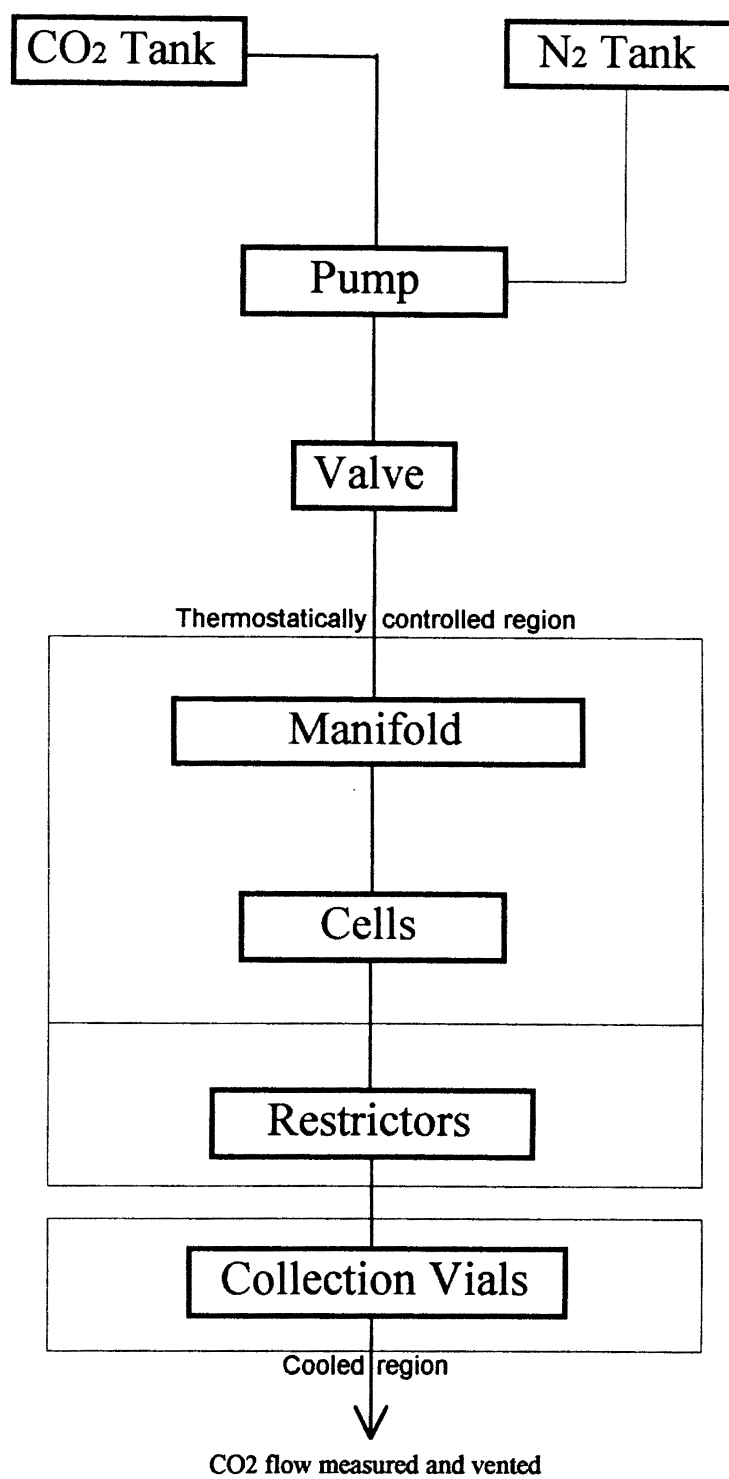 CO2 Tank
N2 Tank
Pump
Valve
Thermostatically controlled region
Manifold
Cells
Restrictors
Collection Vials
Cooled region
CO2 flow measured and vented